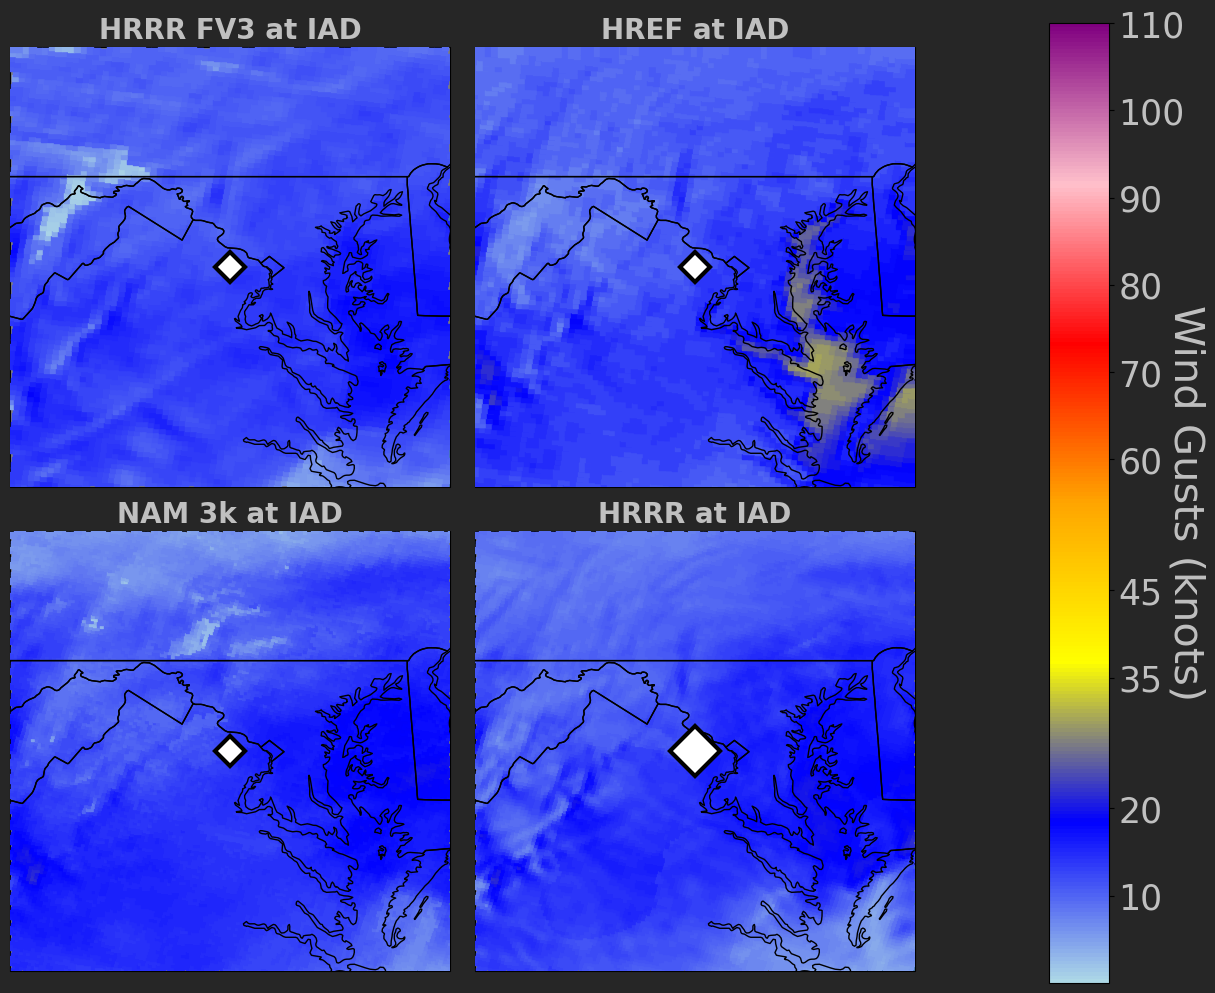 HRRR FV3 at IAD
HREF at IAD
NAM 3k at IAD
HRRR at IAD
110
100
90
80
70
60
45
35
20
10
Wind Gusts (knots)